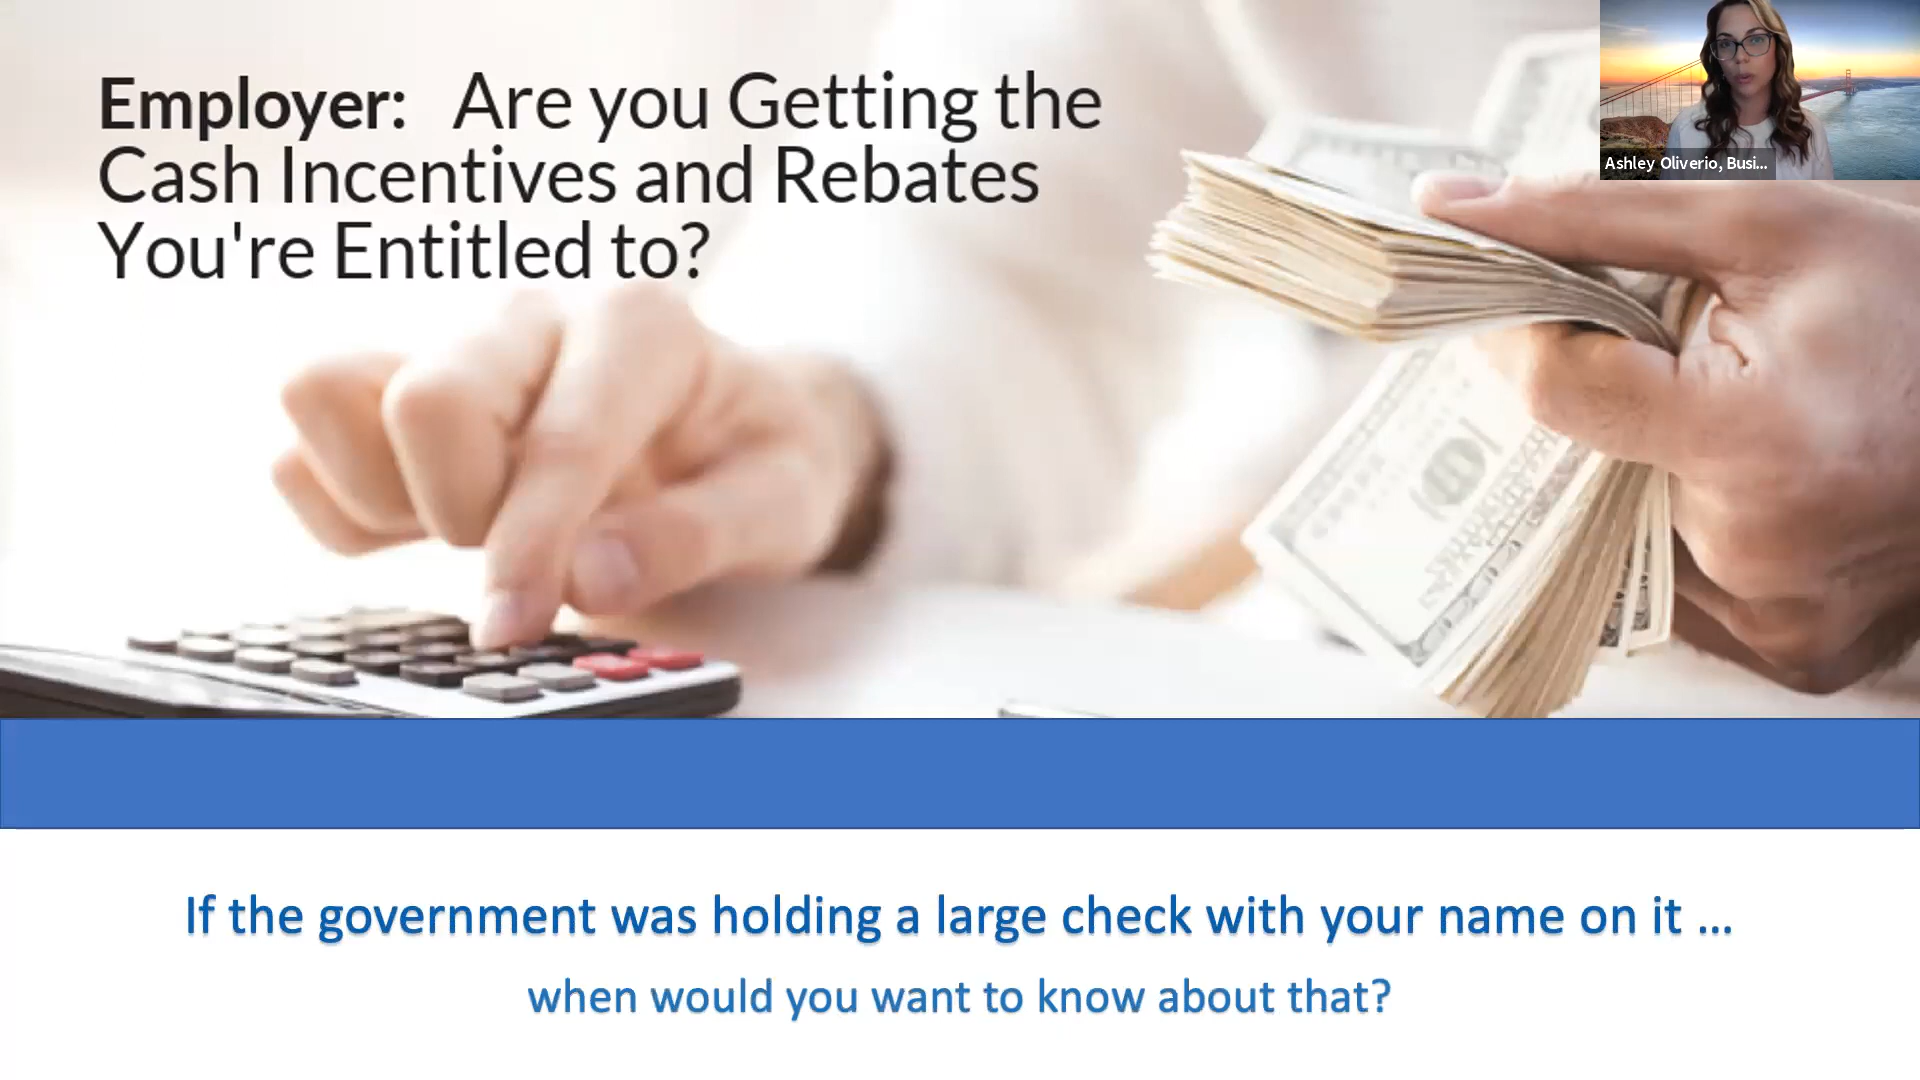 Employer: Are you Getting the
Cash Incentives and Rebates
You're Entitled to?
Ashley Oliverio, Busi...
If the government was holding a large check with your name on it ...
when would you want to know about that?